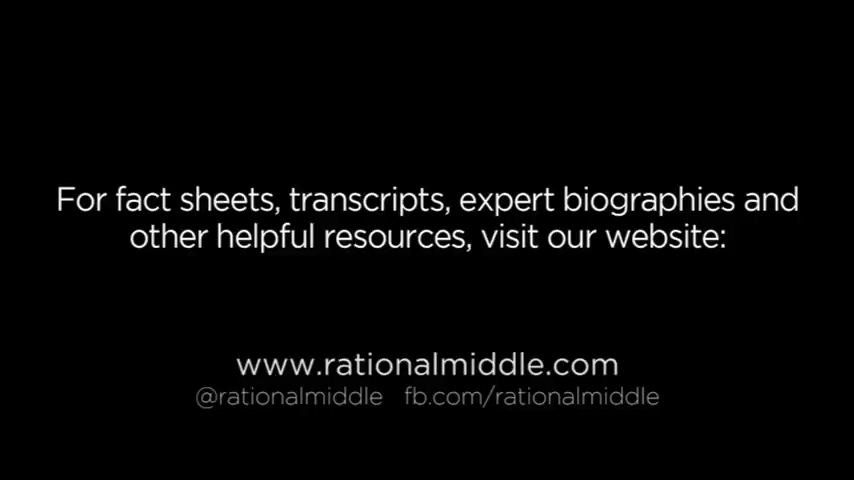 For fact sheets, transcripts, expert biographies and
other helpful resources, visit our website:
www.rationalmiddle.com
@rationalmiddle fb.com/rationalmiddle